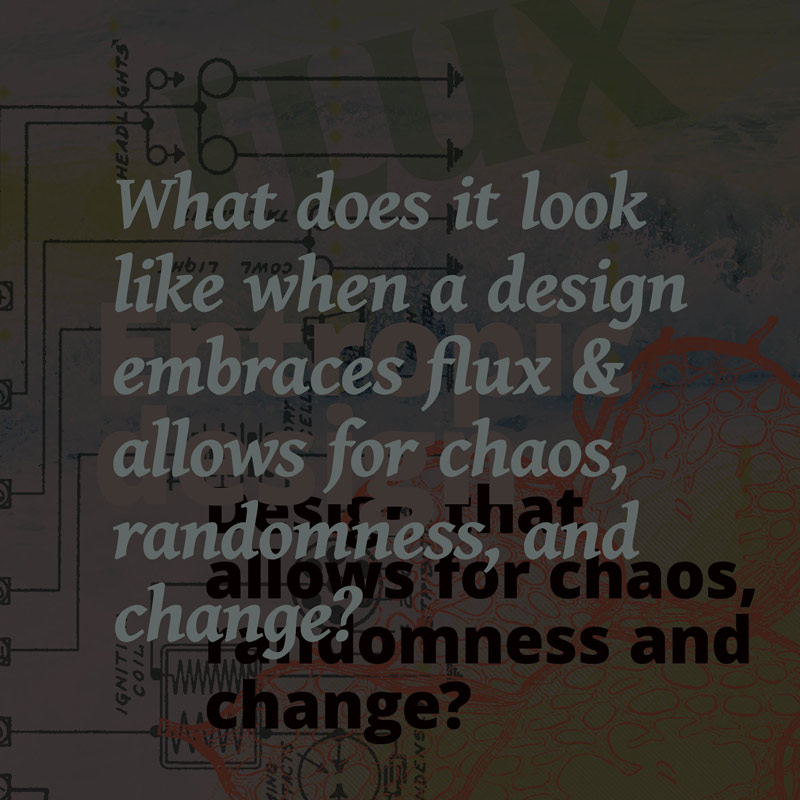 FLUX
HEADLIGHTS
What does it look
like when a design
embraces flux &
allows for chaos,
randomness, and
change?
COWL LIGHT
Entropic
design
Design that
allows for chaos,
randomness and
change?
COIL